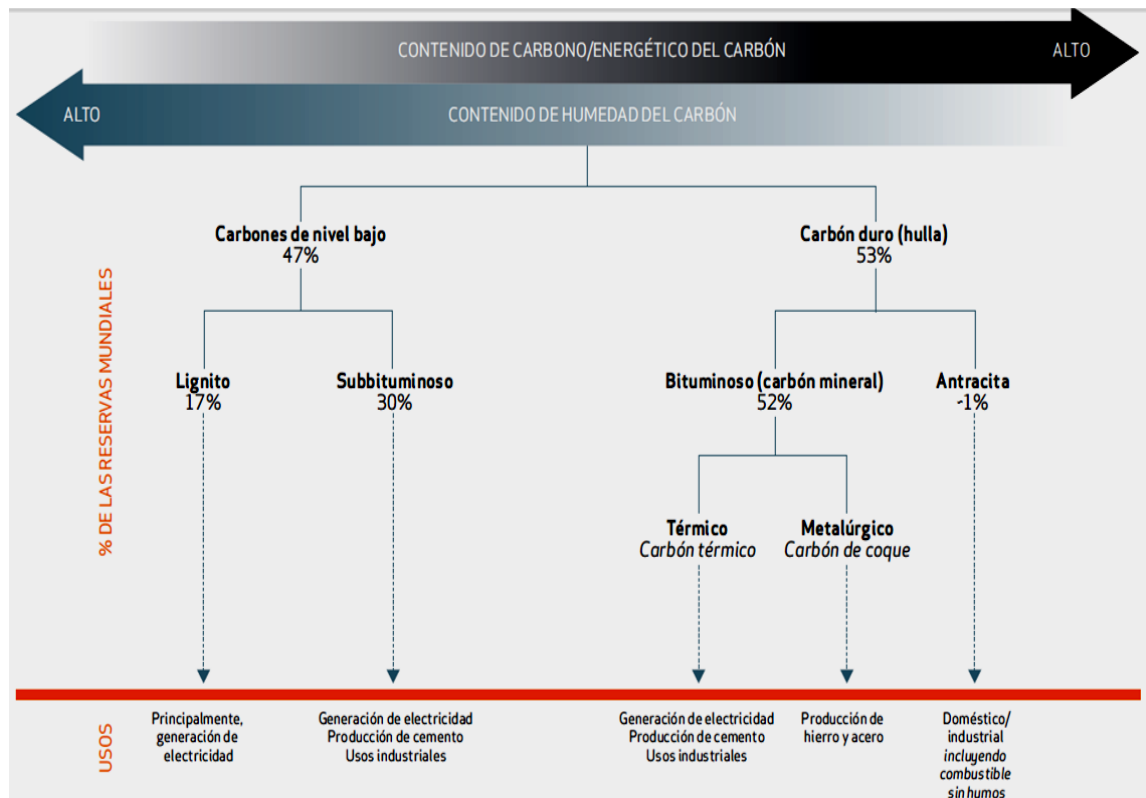 CONTENIDO DE CARBONO/ENERGÉTICO DEL CARBÓN
ALTO
ALTO
CONTENIDO DE HUMEDAD DEL CARBÓN
% DE LAS RESERVAS MUNDIALES
Carbones de nivel bajo
47%
Carbón duro (hulla)
53%
Lignito
17%
Subbituminoso
30%
Bituminoso (carbón mineral)
52%
Antracita
-1%
Térmico
Carbón térmico
Metalúrgico
Carbón de coque
USOS
Principalmente,
generación de
electricidad
Generación de electricidad
Producción de cemento
Usos industriales
Generación de electricidad
Producción de cemento
Usos industriales
Producción de
hierro y acero
Doméstico/
industrial
incluyendo
combustible
sin humos